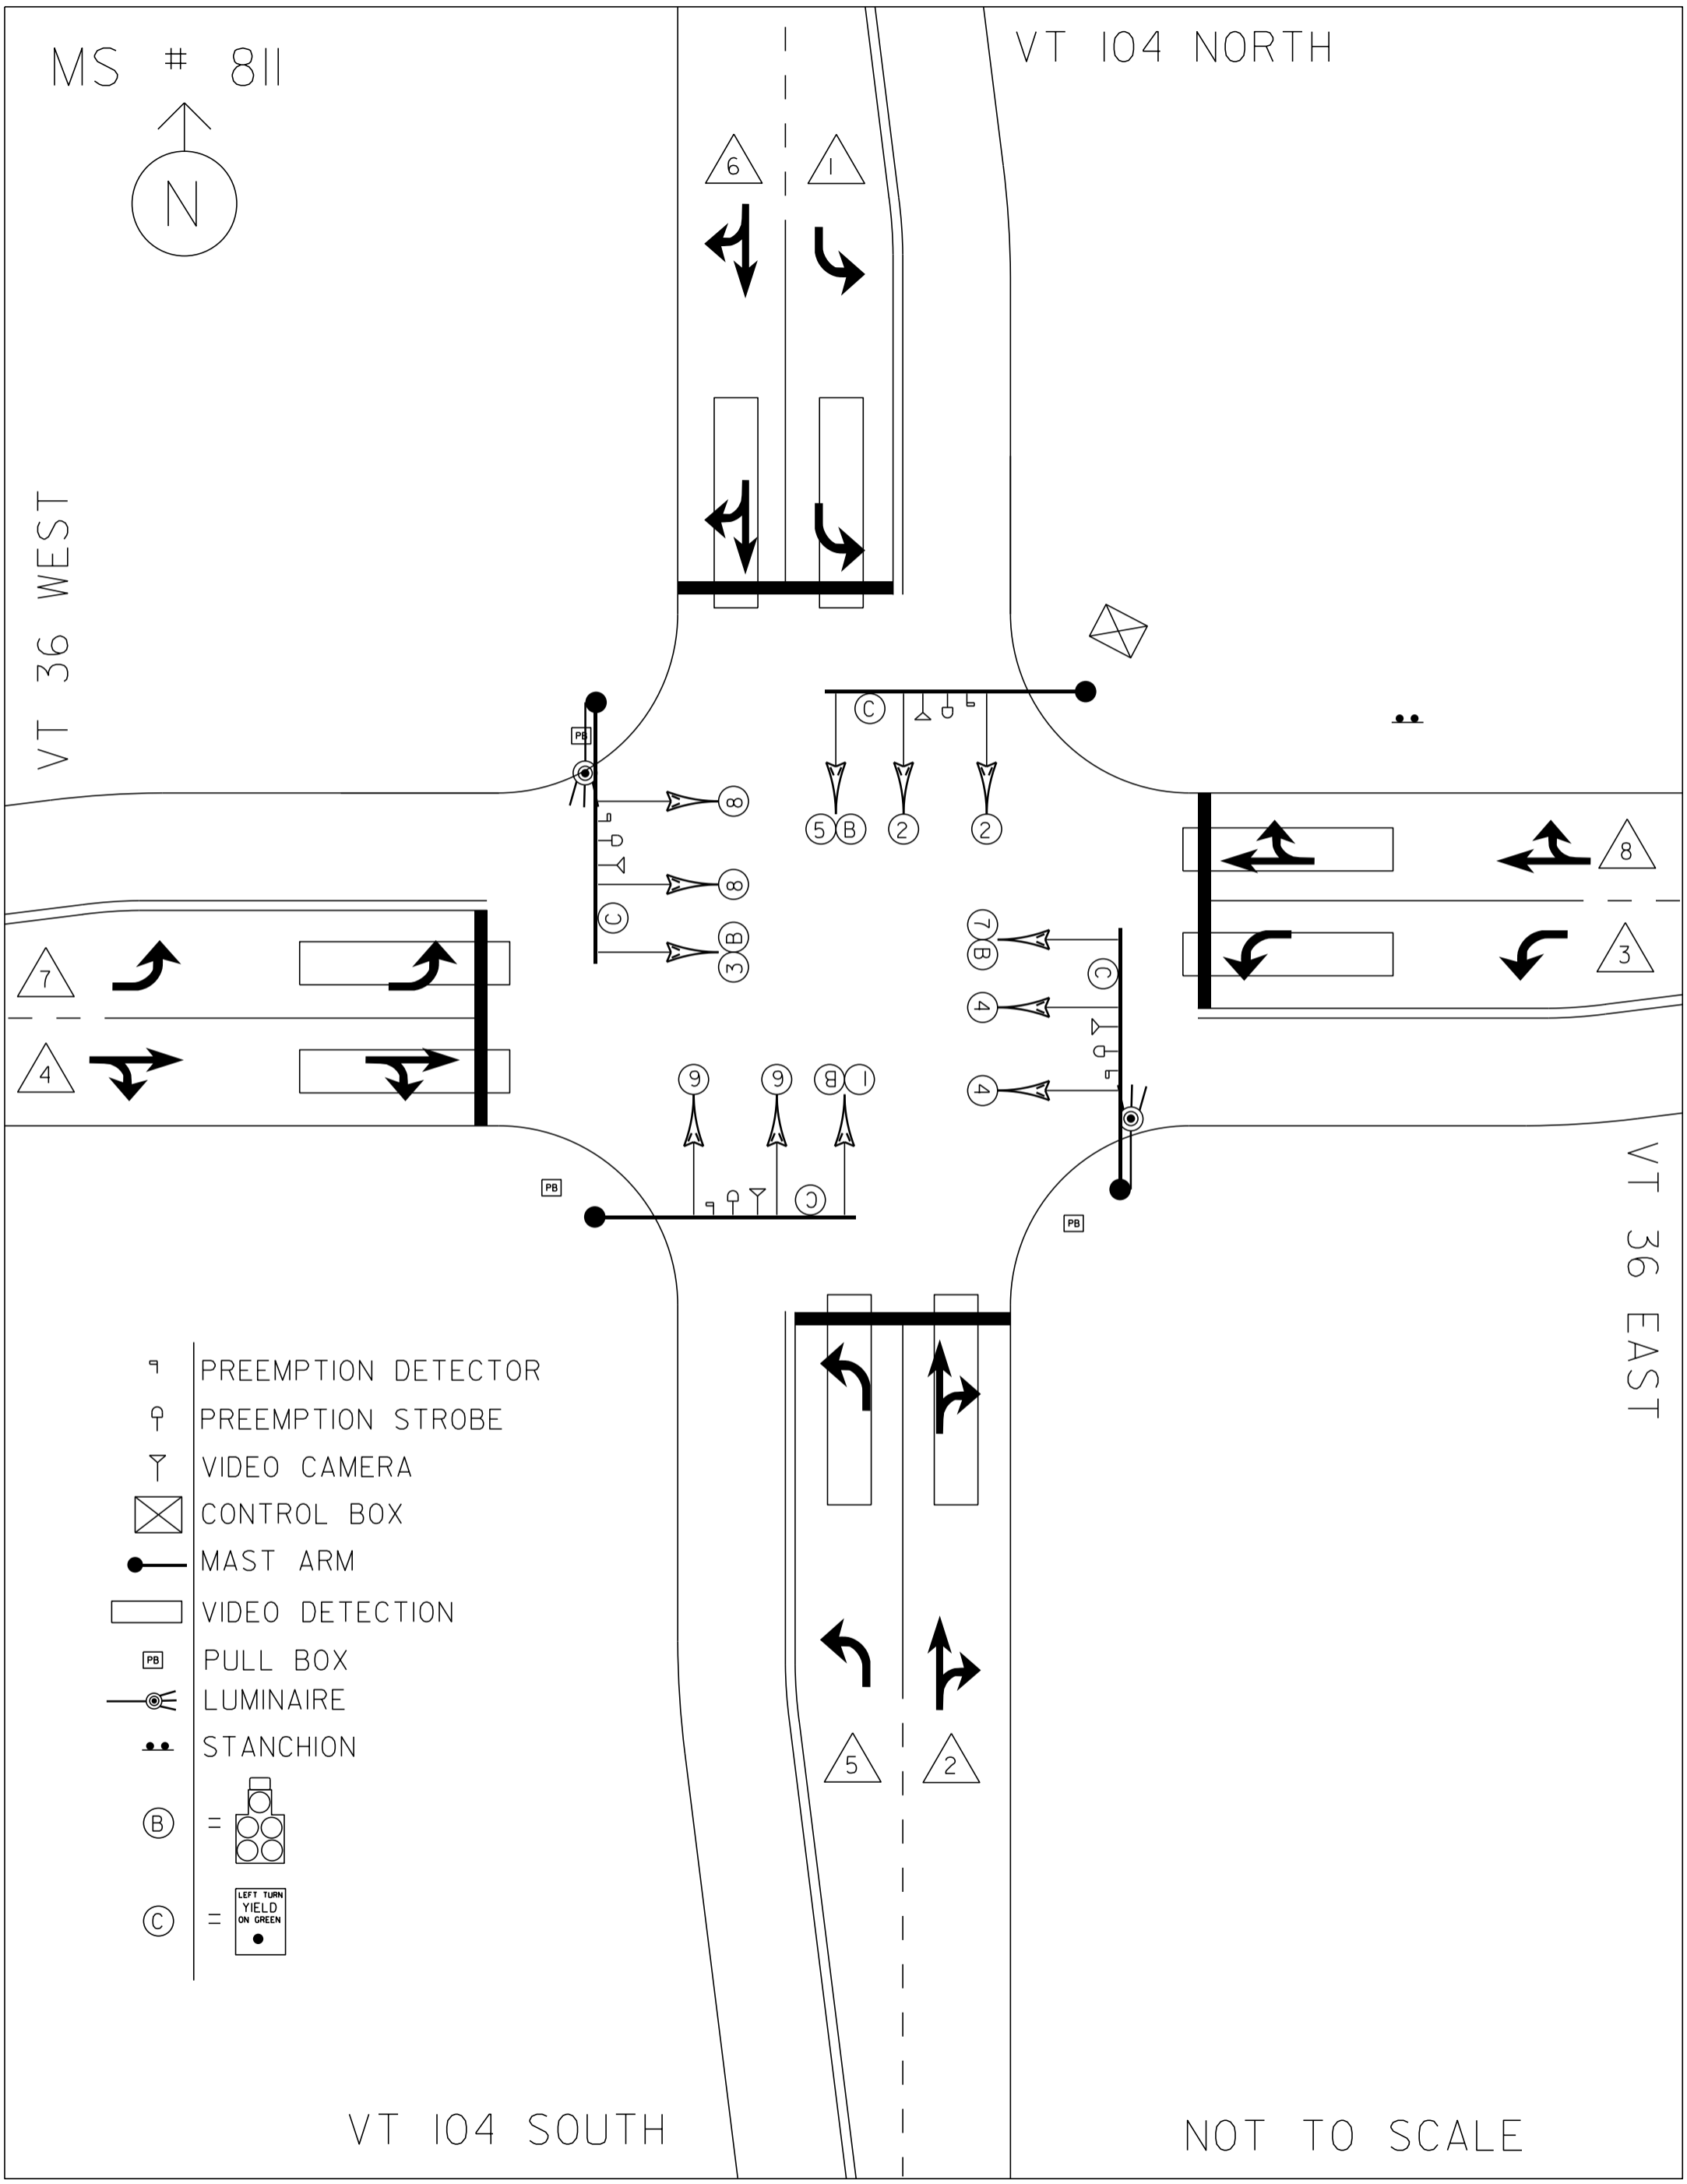 MS # 811
VT 104 NORTH
N
6
1
VT 36 WEST
PB
C
8
8
C
B
3
5 B
2
2
8
3
7
B
C
4
4
7
4
6
6
B 1
C
PB
PB
VT 36 EAST
PREEMPTION DETECTOR
PREEMPTION STROBE
VIDEO CAMERA
CONTROL BOX
MAST ARM
VIDEO DETECTION
PB PULL BOX
LUMINAIRE
STANCHION
B =
C =
LEFT TURN
YIELD
ON GREEN
5
2
VT 104 SOUTH
NOT TO SCALE